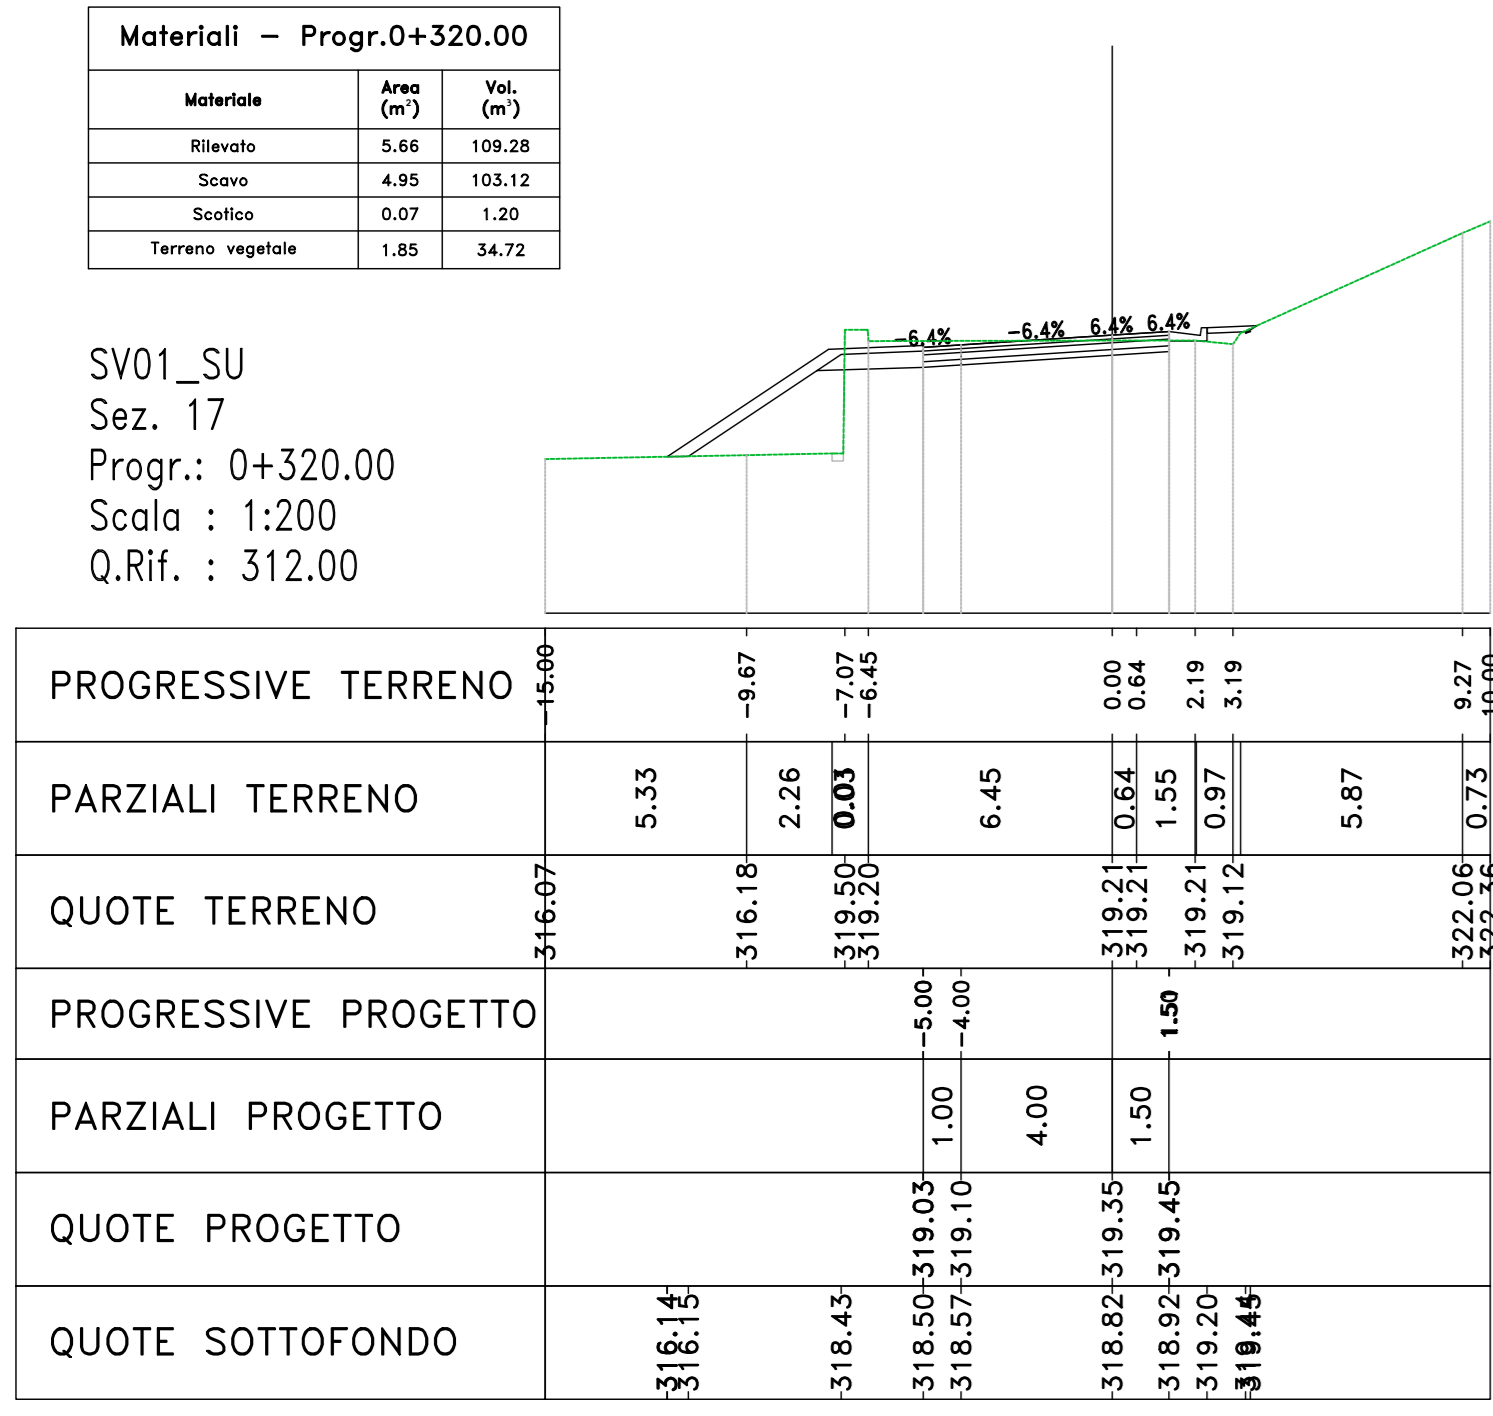 Materiali - Progr.0+320.00
Materiale Area (m²) Vol. (m³)
Rilevato 5.66 109.28
Scavo 4.95 103.12
Scotico 0.07 1.20
Terreno vegetale 1.85 34.72
SV01_SU
Sez. 17
Progr.: 0+320.00
Scala : 1:200
Q.Rif. : 312.00
-6.4% -6.4% 6.4% 6.4%
PROGRESSIVE TERRENO -15.00 -9.67 -7.07 -6.45 0.00 0.64 2.19 3.19 9.27 10.00
PARZIALI TERRENO 5.33 2.26 6.45 0.64 1.55 0.97 5.87 0.73
QUOTE TERRENO 316.07 316.18 319.50 319.20 319.21 319.21 319.21 319.12 322.06 322.36
PROGRESSIVE PROGETTO -5.00 -4.00 1.50
PARZIALI PROGETTO 1.00 4.00 1.50
QUOTE PROGETTO 319.03 319.10 319.35 319.45
QUOTE SOTTOFONDO 316.14 316.15 318.43 318.50 318.57 318.82 318.92 319.20